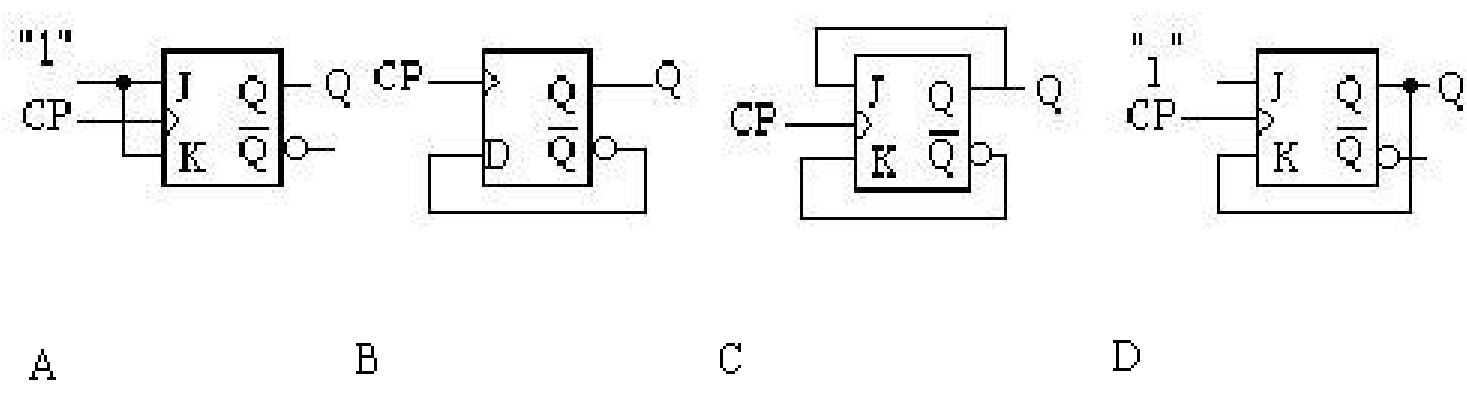 "1" J Q Q
CP K Q̅
CP Q Q
D Q̅
J Q Q
CP K Q̅
"1" J Q Q
CP K Q̅
A B C D